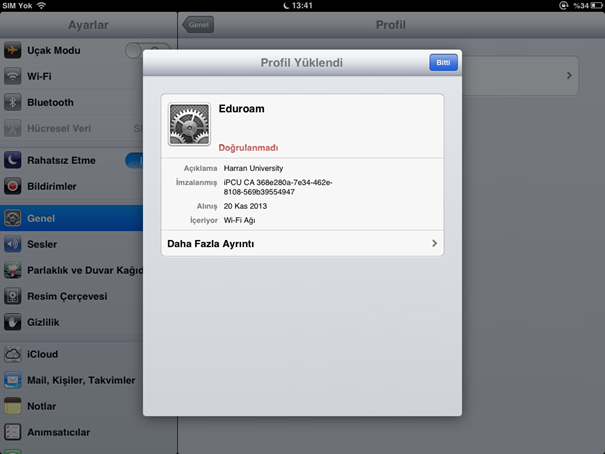 SIM Yok
13:41
%34
Ayarlar
Genel
Profil
Uçak Modu
Wi-Fi
Bluetooth
Hücresel Veri
Rahatsız Etme
Bildirimler
Genel
Sesler
Parlaklık ve Duvar Kağıd
Resim Çerçevesi
Gizlilik
iCloud
Mail, Kişiler, Takvimler
Notlar
Anımsatıcılar
Profil Yüklendi
Bitti
Eduroam
Doğrulanmadı
Açıklama Harran University
İmzalanmış iPCU CA 368e280a-7e34-462e-
8108-569b39554947
Alınış 20 Kas 2013
İçeriyor Wi-Fi Ağı
Daha Fazla Ayrıntı